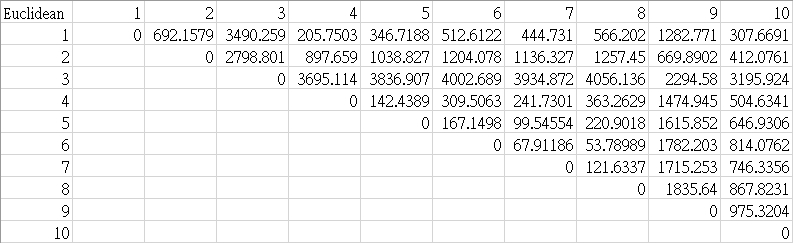 Euclidean 1 2 3 4 5 6 7 8 9 10
1 0 692.1579 3490.259 205.7503 346.7188 512.6122 444.731 566.202 1282.771 307.6691
2 0 2798.801 897.659 1038.827 1204.078 1136.327 1257.45 669.8902 412.0761
3 0 3695.114 3836.907 4002.689 3934.872 4056.136 2294.58 3195.924
4 0 142.4389 309.5063 241.7301 363.2629 1474.945 504.6341
5 0 167.1498 99.54554 220.9018 1615.852 646.9306
6 0 67.91186 53.78989 1782.203 814.0762
7 0 121.6337 1715.253 746.3356
8 0 1835.64 867.8231
9 0 975.3204
10 0